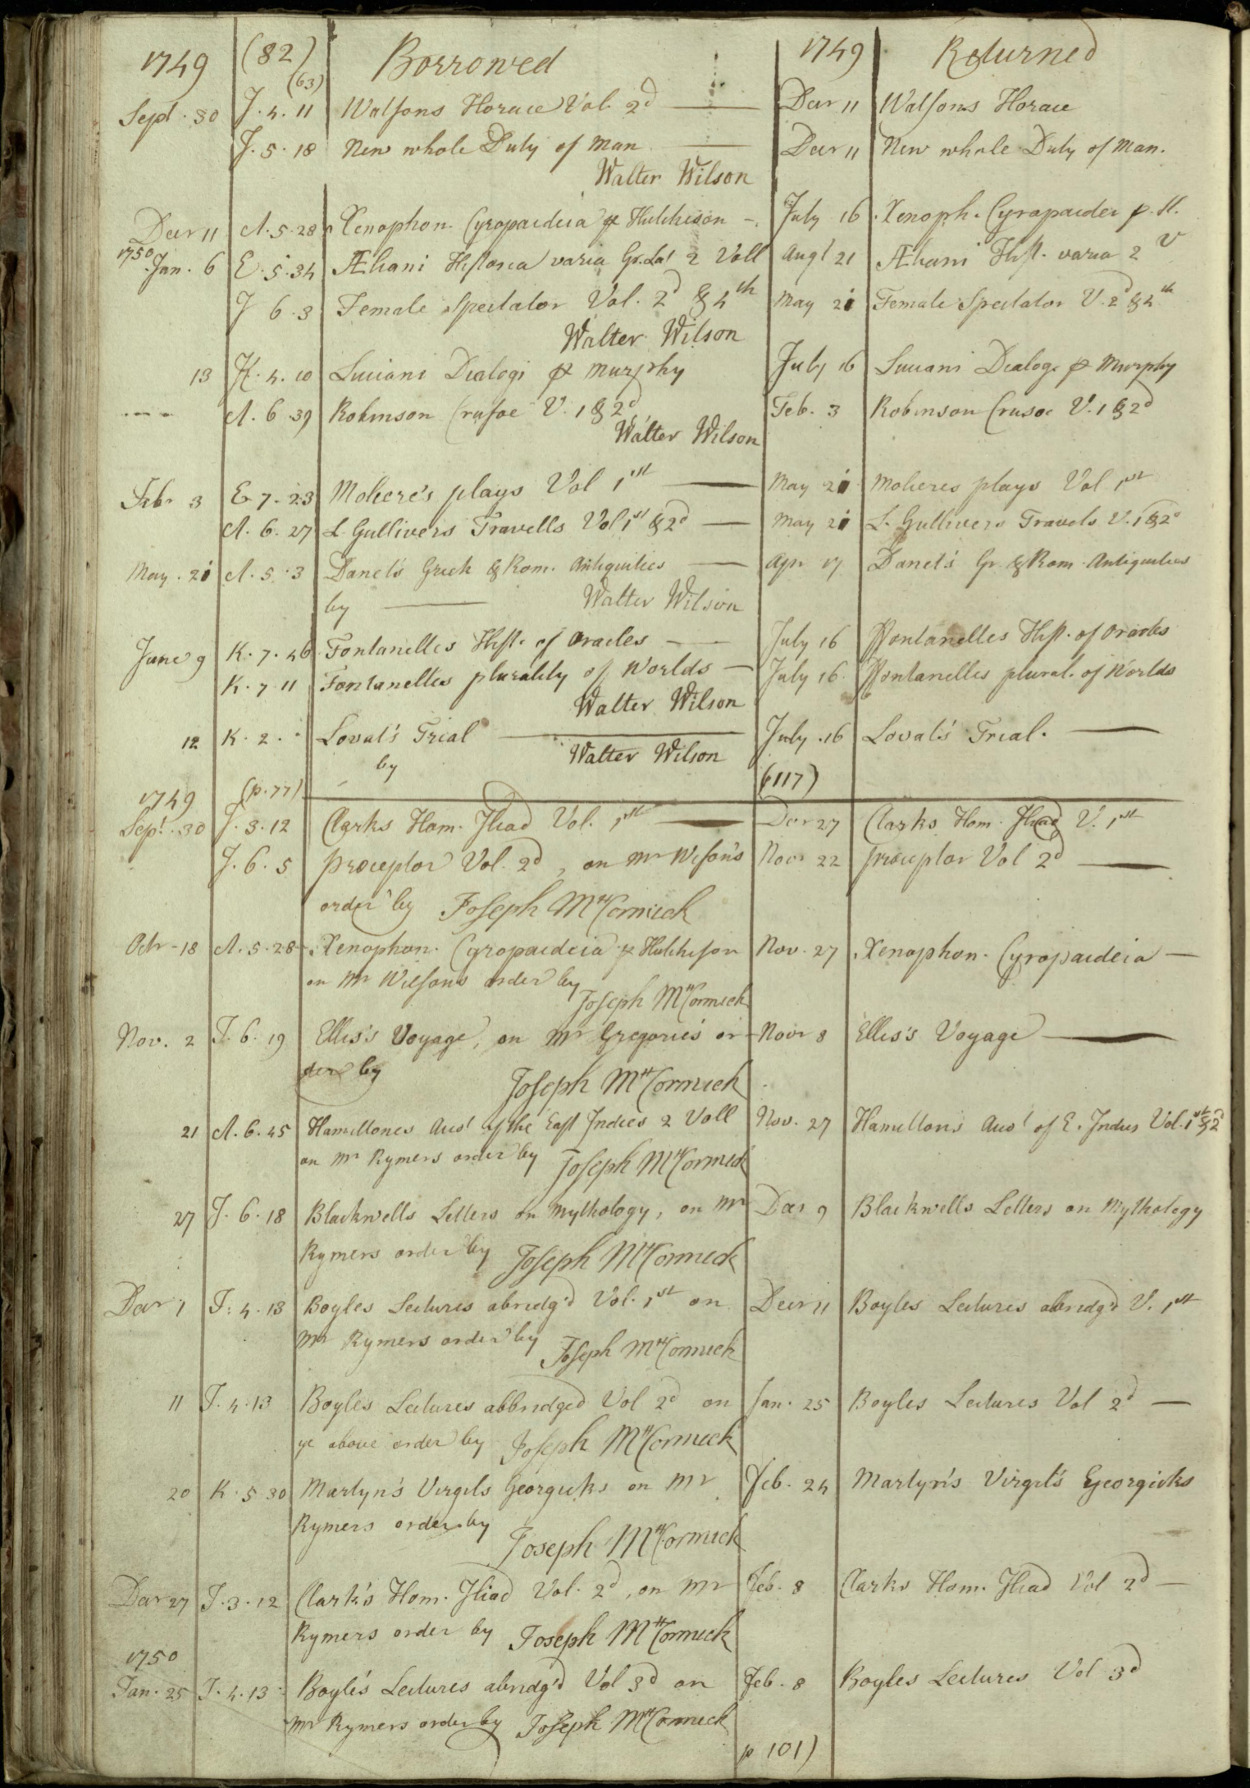 1749 (82) Borrowed 1749 Returned
(63)
Sept. 30 J. 4. 11 Watsons Horace Vol. 2d Decr 11 Watsons Horace
J. 5. 18 New whole Duty of Man Decr 11 New whole Duty of Man.
Walter Wilson
Decr 11 A. 5. 28 Xenophon. Cyropaedeia p Hutchison July 16 Xenoph. Cyropaedei p. H.
1750 Jan. 6 E. 5. 34 Æliani Historia varia Gr. Lat 2 Voll Augt 21 Æliani Hist. varia 2 V
J 6. 3 Female Spectator Vol. 2d & 4th May 21 Female Spectator V. 2d & 4th
Walter Wilson
13 K. 4. 10 Luciani Dialogi p Murphy July 16 Luciani Dialog. p Murphy
A. 6. 39 Robinson Crusoe V. 1 & 2d Feb. 3 Robinson Crusoe V. 1 & 2d
Walter Wilson
Febr 3 E 7. 23 Moliere's plays Vol 1st May 21 Molieres plays Vol 1st
A. 6. 27 L. Gullivers Travells Vol 1st & 2d May 21 L. Gullivers Travels V. 1 & 2d
May. 21 A. 5. 3 Danet's Greek & Rom. Antiquities Apr 17 Danet's Gr. & Rom. Antiquities
by Walter Wilson
June 9 K. 7. 46 Fontanelles Hist. of Oracles July 16 Fontanelles Hist. of Oracles
K. 7. 11 Fontanelles plurality of Worlds July 16 Fontanelles plural. of Worlds
Walter Wilson
12 K. 2. Lovat's Trial July. 16 Lovat's Trial.
by Walter Wilson
(p. 77) (117)
1749
Sept. 30 J. 3. 12 Clarks Hom. Iliad Vol. 1st Decr 27 Clarks Hom. Iliad V. 1st
J. 6. 5 Preceptor Vol. 2d, on Mr Wilson's Novr 22 Preceptor Vol 2d
order by Joseph McCormick
Octr 18 A. 5. 28 Xenophon. Cyropaedeia p Hutchison Nov. 27 Xenophon. Cyropaedeia
on Mr Wilsons order by
Joseph McCormick
Nov. 2 J. 6. 19 Ellis's Voyage, on Mr Gregories or- Novr 8 Ellis's Voyage
der by
Joseph McCormick
21 A. 6. 45 Hamiltones Acct of the East Indies 2 Voll Nov. 27 Hamiltons Acct of E. Indies Vol. 1st & 2d
on Mr Rymers order by Joseph McCormick
27 J. 6. 18 Blackwells Letters on Mythology, on Mr Decr 9 Blackwells Letters on Mythology
Rymers order by Joseph McCormick
Decr 1 J. 4. 13 Boyles Lectures abridg'd Vol. 1st on Decr 11 Boyles Lectures abridg'd V. 1st
Mr Rymers order by Joseph McCormick
11 J. 4. 13 Boyles Lectures abbridged Vol 2d on Jan. 25 Boyles Lectures Vol 2d
ye above order by Joseph McCormick
20 K. 5 30 Martyn's Virgils Georgicks on Mr Feb. 24 Martyn's Virgil's Georgicks
Rymers order by Joseph McCormick
Decr 27 J. 3. 12 Clark's Hom. Iliad Vol. 2d, on Mr Feb. 8 Clarks Hom. Iliad Vol 2d
Rymers order by Joseph McCormick
1750
Jan. 25 J. 4. 13 Boyle's Lectures abridg'd Vol 3d on Feb. 8 Boyles Lectures Vol 3d
Mr Rymers order by Joseph McCormick
p 101)